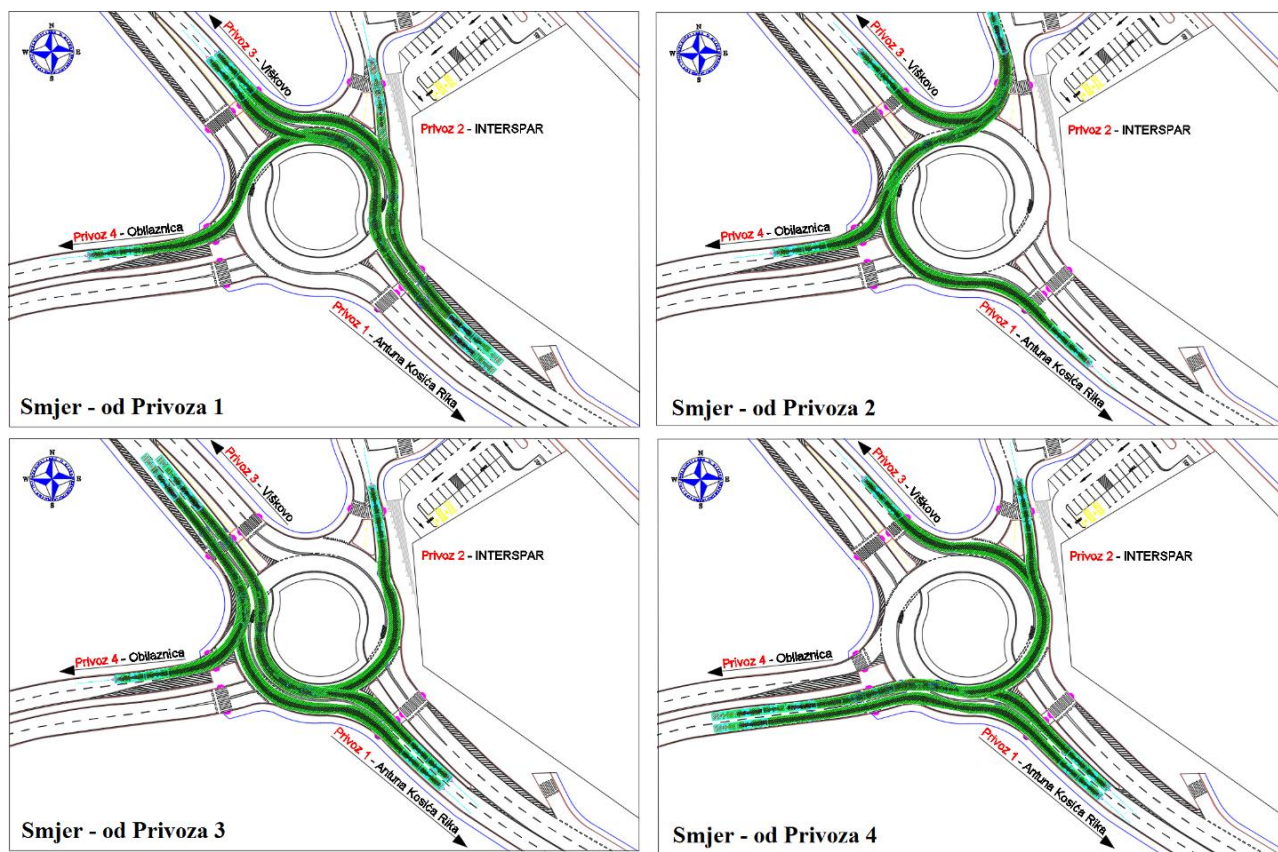 N
W
E
S
Privoz 3 - Viškovo
Privoz 2 - INTERSPAR
Privoz 4 - Obilaznica
Privoz 1 - Antuna Kosića
Rika
Smjer - od Privoza 1
N
W
E
S
Privoz 3 - Viškovo
Privoz 2 - INTERSPAR
Privoz 4 - Obilaznica
Privoz 1 - Antuna Kosića
Rika
Smjer - od Privoza 2
N
W
E
S
Privoz 3 - Viškovo
Privoz 2 - INTERSPAR
Privoz 4 - Obilaznica
Privoz 1 - Antuna Kosića
Rika
Smjer - od Privoza 3
N
W
E
S
Privoz 3 - Viškovo
Privoz 2 - INTERSPAR
Privoz 4 - Obilaznica
Privoz 1 - Antuna Kosića
Rika
Smjer - od Privoza 4